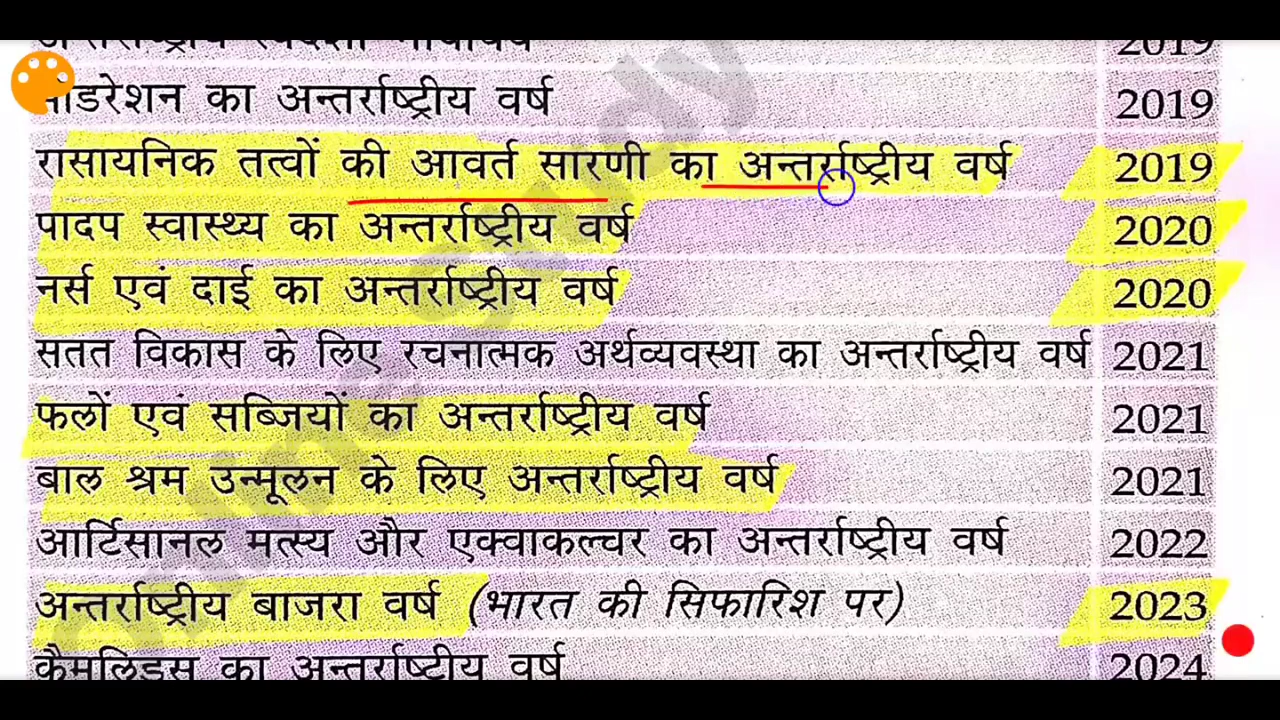 2019
मॉडरेशन का अन्तर्राष्ट्रीय वर्ष 2019
रासायनिक तत्वों की आवर्त सारणी का अन्तर्राष्ट्रीय वर्ष 2019
पादप स्वास्थ्य का अन्तर्राष्ट्रीय वर्ष 2020
नर्स एवं दाई का अन्तर्राष्ट्रीय वर्ष 2020
सतत विकास के लिए रचनात्मक अर्थव्यवस्था का अन्तर्राष्ट्रीय वर्ष 2021
फलों एवं सब्जियों का अन्तर्राष्ट्रीय वर्ष 2021
बाल श्रम उन्मूलन के लिए अन्तर्राष्ट्रीय वर्ष 2021
आर्टिसानल मत्स्य और एक्वाकल्चर का अन्तर्राष्ट्रीय वर्ष 2022
अन्तर्राष्ट्रीय बाजरा वर्ष (भारत की सिफारिश पर) 2023
कैमलिडस का अन्तर्राष्ट्रीय वर्ष 2024